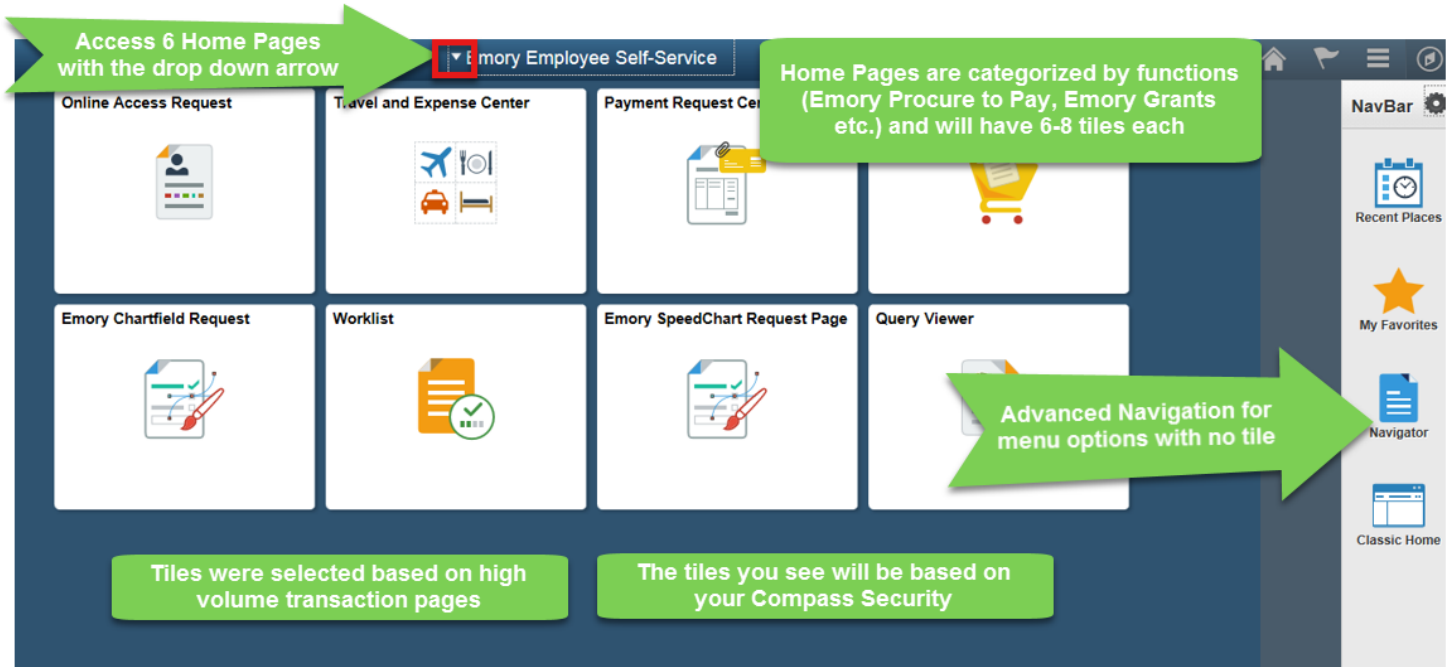 Access 6 Home Pages
with the drop down arrow
Emory Employee Self-Service
Home Pages are categorized by functions
(Emory Procure to Pay, Emory Grants
etc.) and will have 6-8 tiles each
NavBar
Online Access Request
Travel and Expense Center
Payment Request Ce
Recent Places
My Favorites
Emory Chartfield Request
Worklist
Emory SpeedChart Request Page
Query Viewer
Advanced Navigation for
menu options with no tile
Navigator
Classic Home
Tiles were selected based on high
volume transaction pages
The tiles you see will be based on
your Compass Security